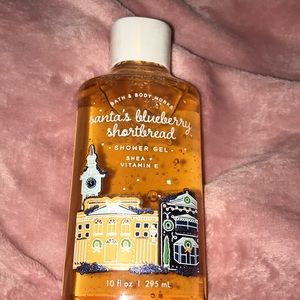 BATH & BODY WORKS
santa's blueberry
shortbread
- SHOWER GEL -
SHEA +
VITAMIN E
10 fl oz | 295 mL